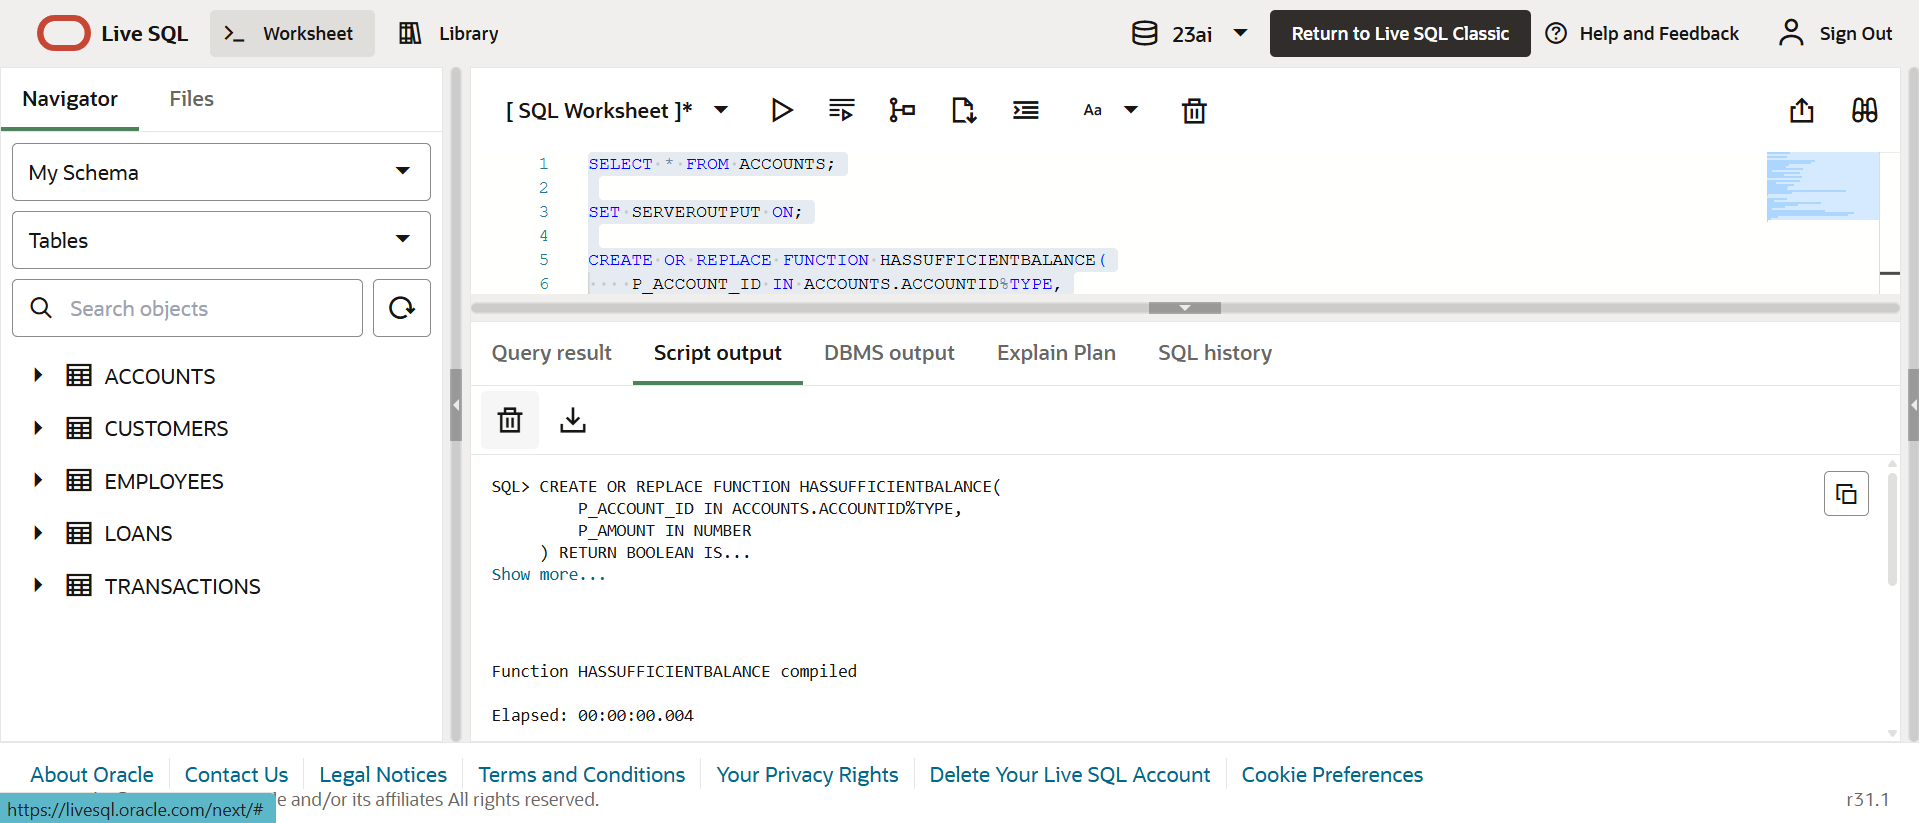 Live SQL
Worksheet
Library
23ai
Return to Live SQL Classic
Help and Feedback
Sign Out
Navigator
Files
My Schema
Tables
Search objects
ACCOUNTS
CUSTOMERS
EMPLOYEES
LOANS
TRANSACTIONS
[ SQL Worksheet ]*
Aa
1 SELECT * FROM ACCOUNTS;
2
3 SET SERVEROUTPUT ON;
4
5 CREATE OR REPLACE FUNCTION HASSUFFICIENTBALANCE(
6 P_ACCOUNT_ID IN ACCOUNTS.ACCOUNTID%TYPE,
Query result
Script output
DBMS output
Explain Plan
SQL history
SQL> CREATE OR REPLACE FUNCTION HASSUFFICIENTBALANCE(
P_ACCOUNT_ID IN ACCOUNTS.ACCOUNTID%TYPE,
P_AMOUNT IN NUMBER
) RETURN BOOLEAN IS...
Show more...
Function HASSUFFICIENTBALANCE compiled
Elapsed: 00:00:00.004
About Oracle
Contact Us
Legal Notices
Terms and Conditions
Your Privacy Rights
Delete Your Live SQL Account
Cookie Preferences
and/or its affiliates All rights reserved.
r31.1
https://livesql.oracle.com/next/#